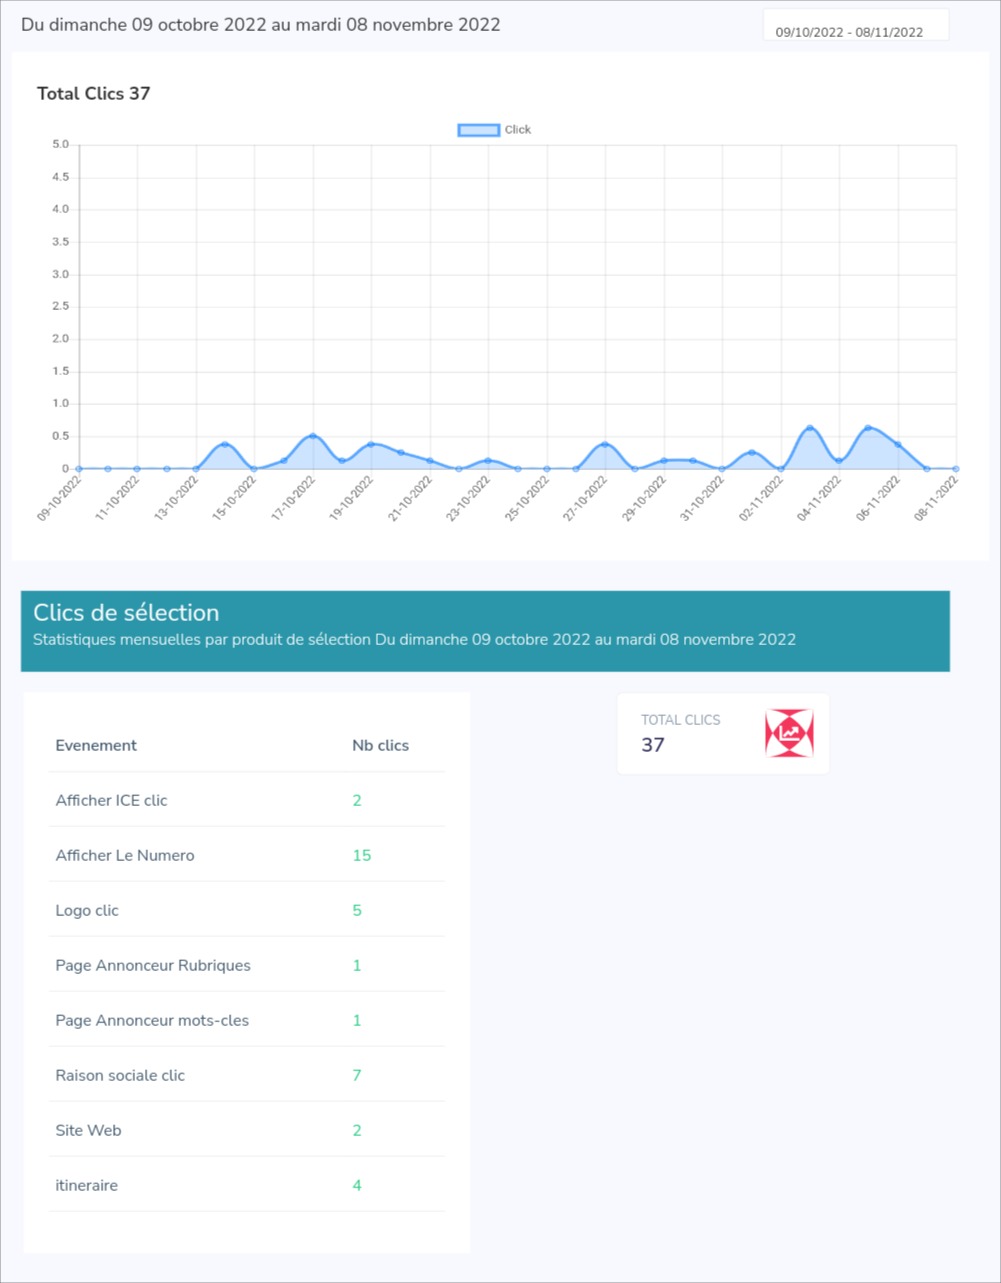 Du dimanche 09 octobre 2022 au mardi 08 novembre 2022
09/10/2022 - 08/11/2022
Total Clics 37
Click
5.0
4.5
4.0
3.5
3.0
2.5
2.0
1.5
1.0
0.5
0
09-10-2022
11-10-2022
13-10-2022
15-10-2022
17-10-2022
19-10-2022
21-10-2022
23-10-2022
25-10-2022
27-10-2022
29-10-2022
31-10-2022
02-11-2022
04-11-2022
06-11-2022
08-11-2022
Clics de sélection
Statistiques mensuelles par produit de sélection Du dimanche 09 octobre 2022 au mardi 08 novembre 2022
TOTAL CLICS
37
Evenement Nb clics
Afficher ICE clic 2
Afficher Le Numero 15
Logo clic 5
Page Annonceur Rubriques 1
Page Annonceur mots-cles 1
Raison sociale clic 7
Site Web 2
itineraire 4